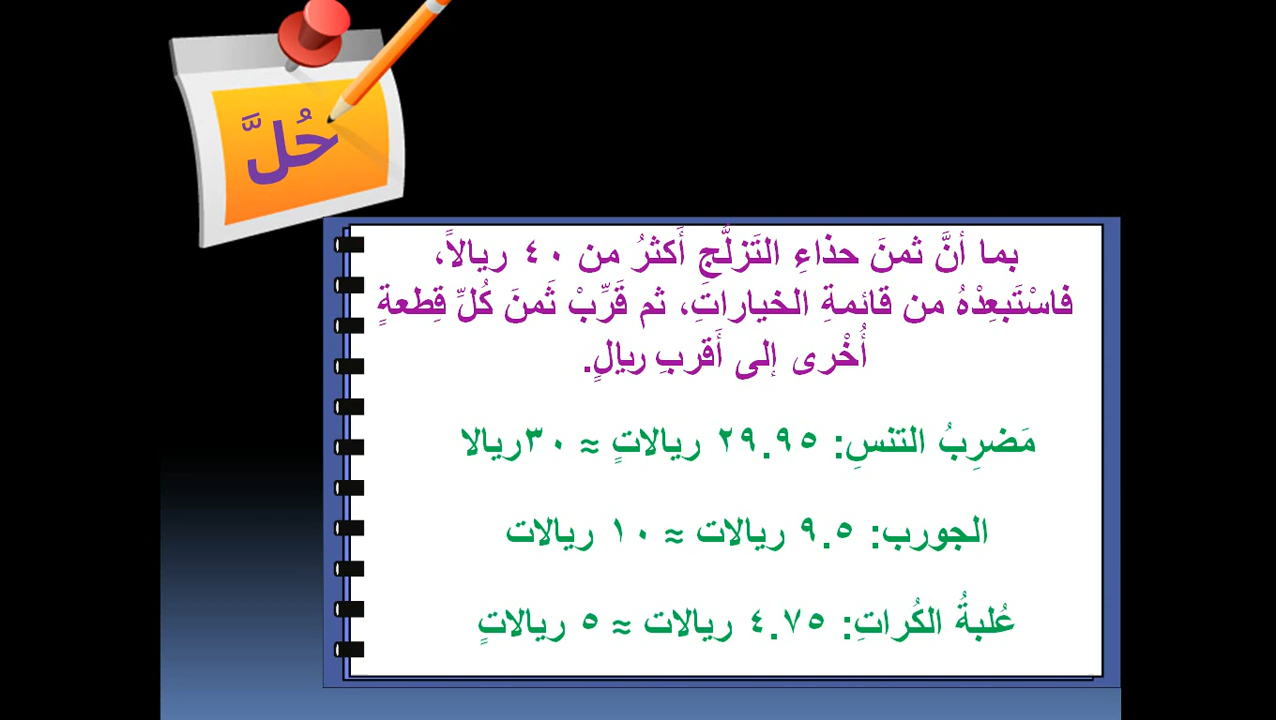 حُلَّ
بما أنَّ ثمنَ حذاءِ التَزلَّجِ أَكثرُ من ٤٠ ريالاً،
فاسْتَبعِدْهُ من قائمةِ الخياراتِ، ثم قَرِّبْ ثَمنَ كُلِّ قِطعةٍ
أُخْرى إلى أَقربِ ريالٍ.
مَضرِبُ التنسِ: ٢٩.٩٥ ريالاتٍ ≈ ٣٠ريالا
الجورب: ٩.٥ ريالات ≈ ١٠ ريالات
عُلبةُ الكُراتِ: ٤.٧٥ ريالات ≈ ٥ ريالاتٍ